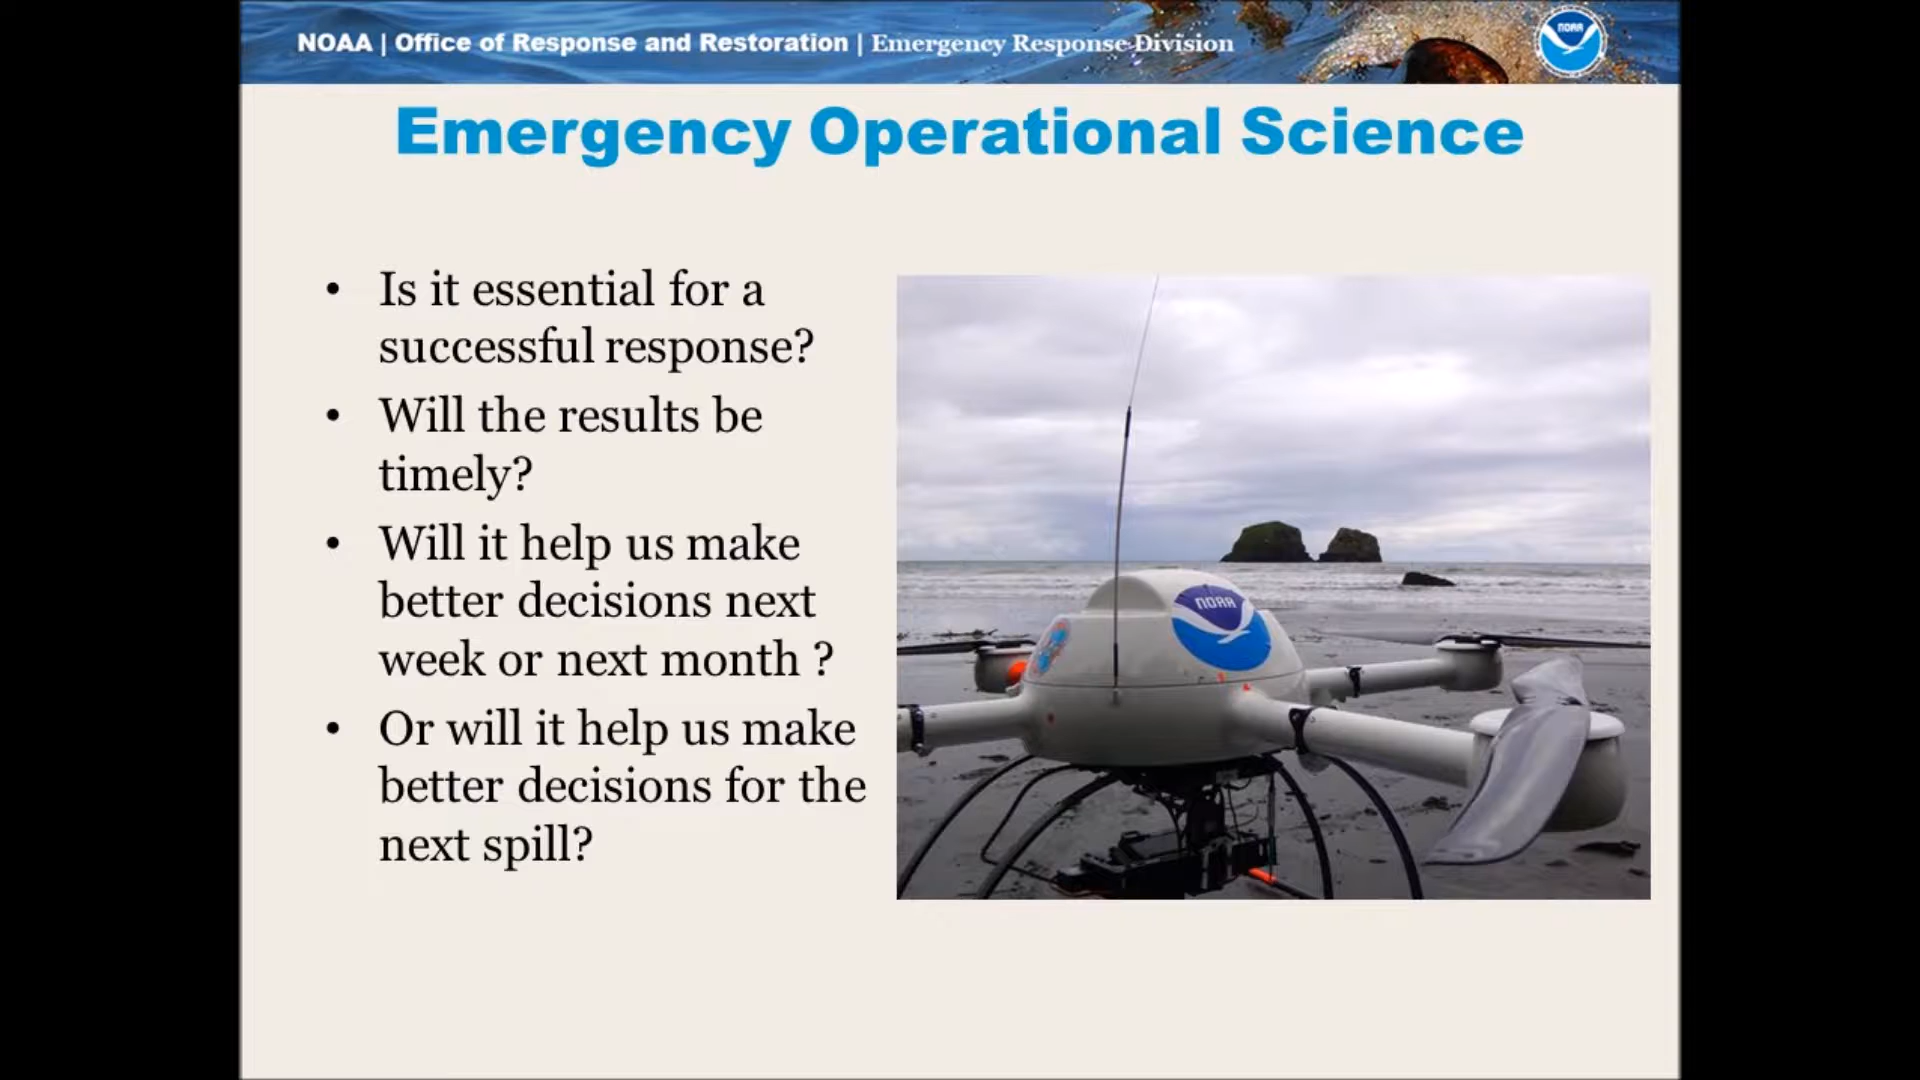 NOAA | Office of Response and Restoration | Emergency Response Division
NOAA
Emergency Operational Science
• Is it essential for a
successful response?
• Will the results be
timely?
• Will it help us make
better decisions next
week or next month ?
• Or will it help us make
better decisions for the
next spill?
NOAA